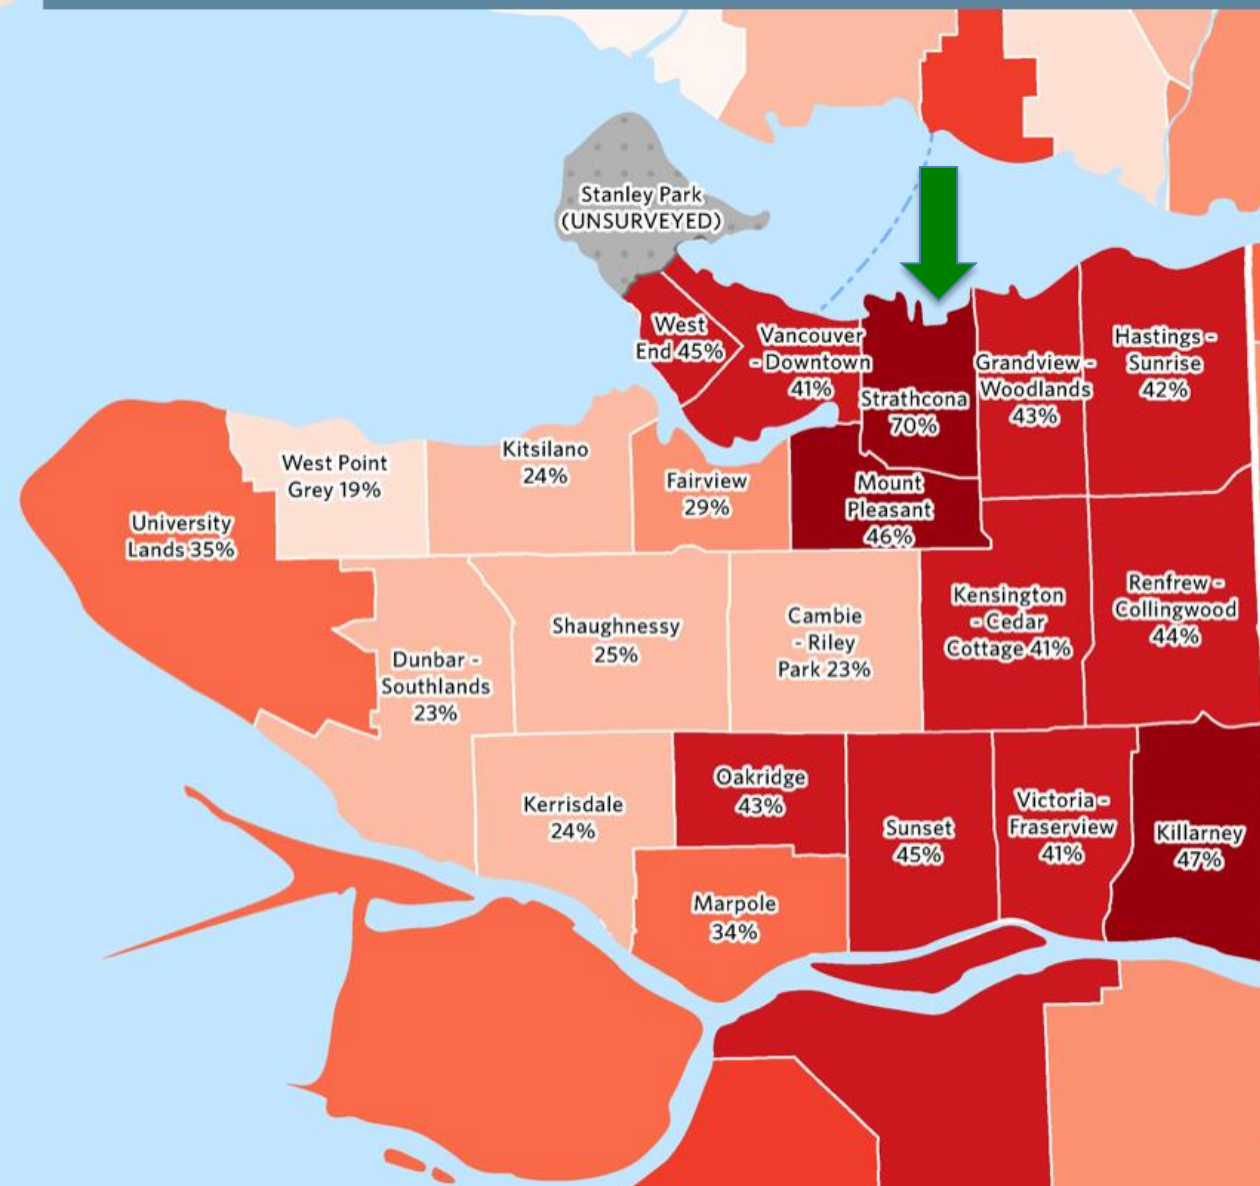 Stanley Park
(UNSURVEYED)
West
End 45%
Vancouver
- Downtown
41%
Strathcona
70%
Grandview -
Woodlands
43%
Hastings -
Sunrise
42%
West Point
Grey 19%
Kitsilano
24%
Fairview
29%
Mount
Pleasant
46%
University
Lands 35%
Dunbar -
Southlands
23%
Shaughnessy
25%
Cambie
- Riley
Park 23%
Kensington
- Cedar
Cottage 41%
Renfrew -
Collingwood
44%
Kerrisdale
24%
Oakridge
43%
Marpole
34%
Sunset
45%
Victoria -
Fraserview
41%
Killarney
47%